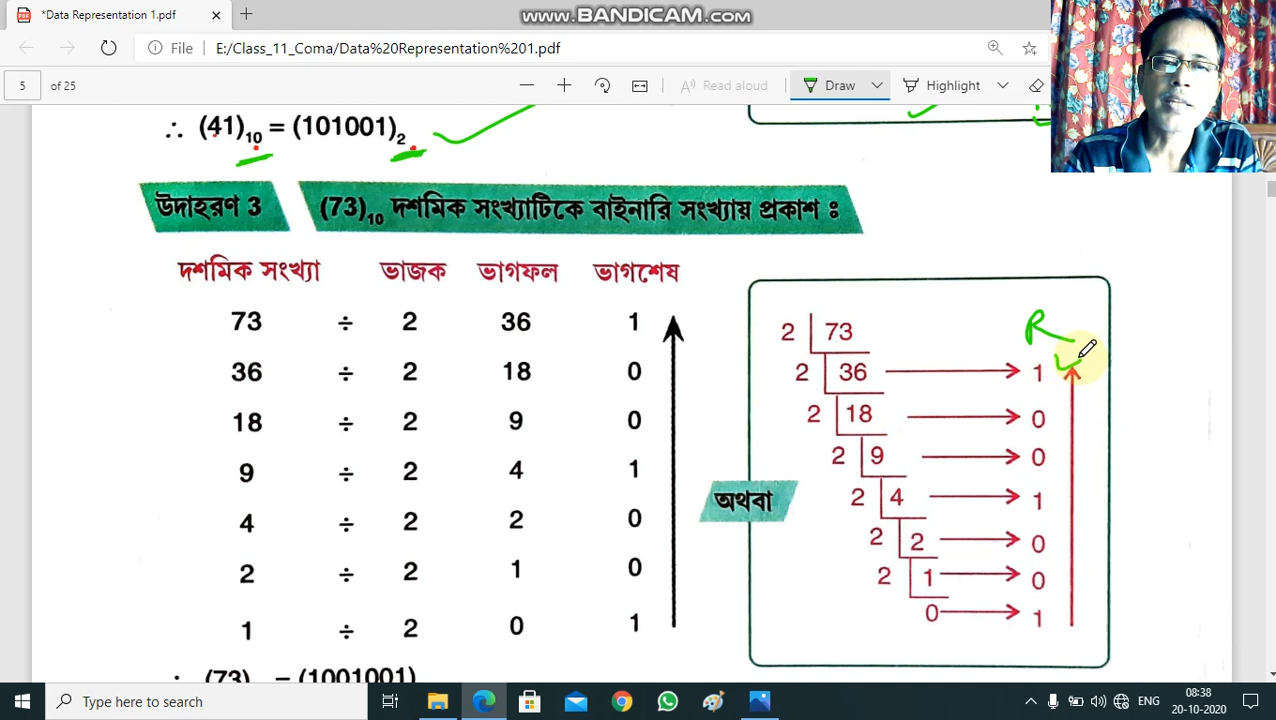 *Data Representation 1.pdf
www.BANDICAM.com
File E:/Class_11_Coma/Data%20Representation%201.pdf
5 of 25
Read aloud
Draw
Highlight
∴ (41)₁₀ = (101001)₂
উদাহরণ 3 (73)₁₀ দশমিক সংখ্যাটিকে বাইনারি সংখ্যায় প্রকাশ ঃ
দশমিক সংখ্যা ভাজক ভাগফল ভাগশেষ
73 ÷ 2 36 1
36 ÷ 2 18 0
18 ÷ 2 9 0
9 ÷ 2 4 1
4 ÷ 2 2 0
2 ÷ 2 1 0
1 ÷ 2 0 1
অথবা
R
2 73
2 36 → 1
2 18 → 0
2 9 → 0
2 4 → 1
2 2 → 0
2 1 → 0
0 → 1
∴ (73) = (1001001)
Type here to search
ENG
08:38
20-10-2020